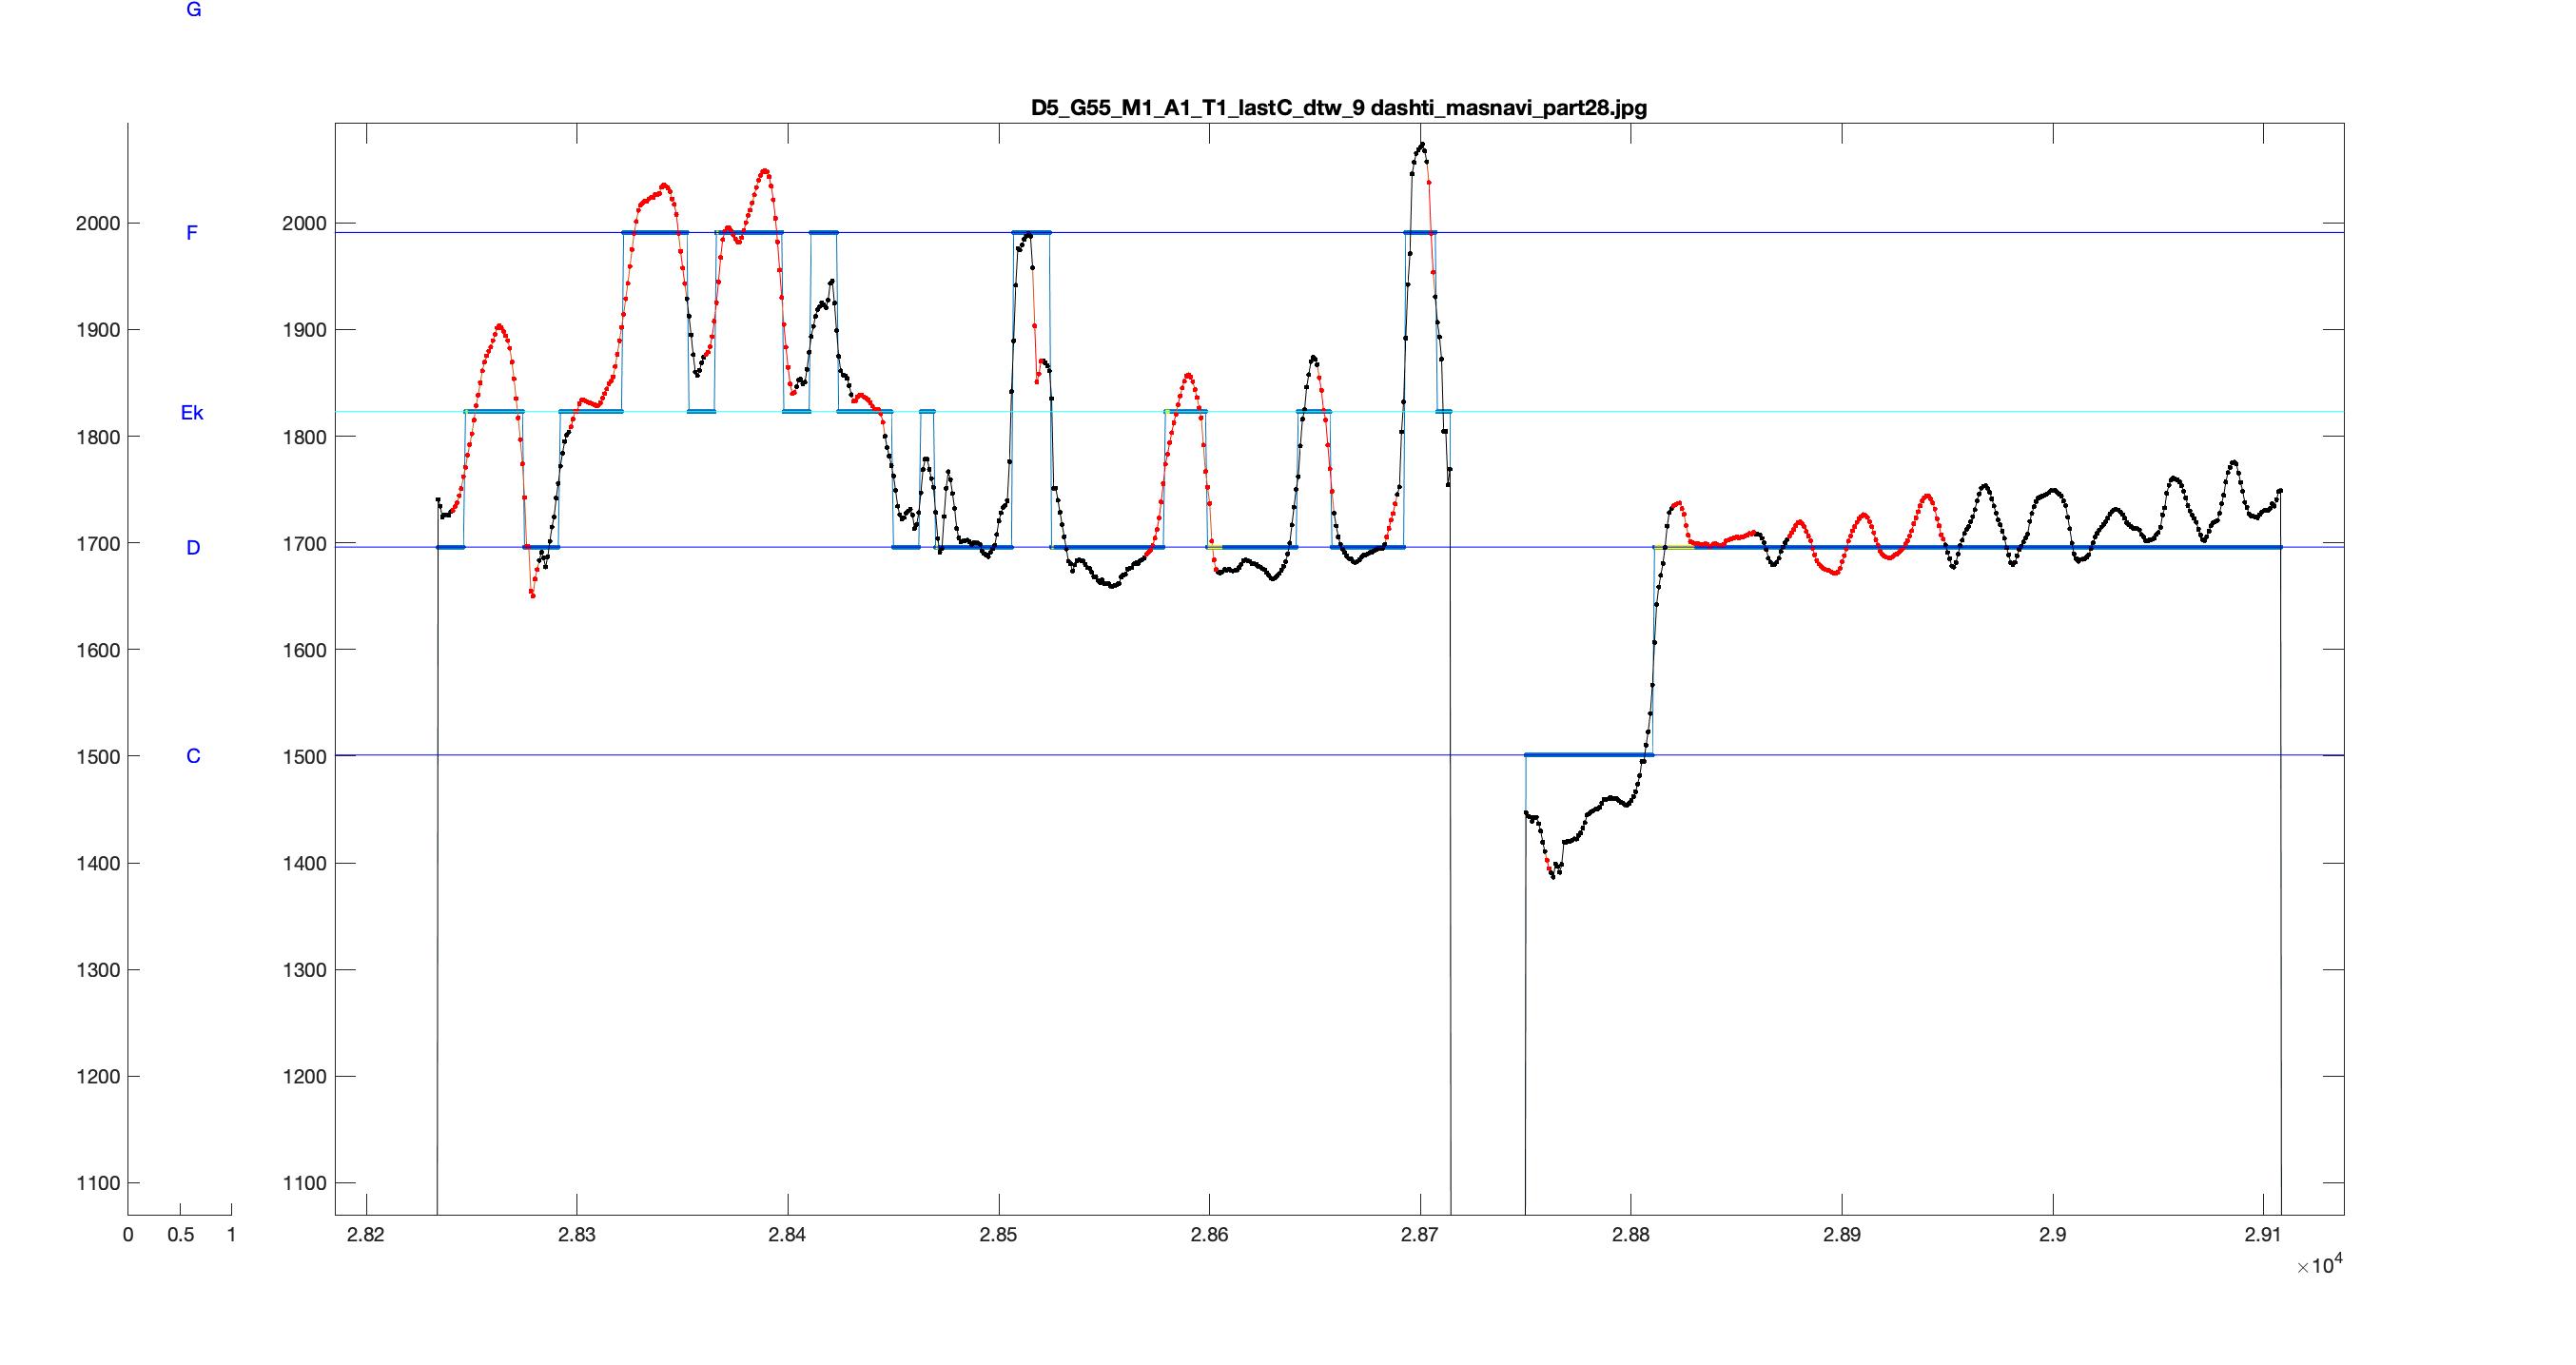 G
D5_G55_M1_A1_T1_lastC_dtw_9 dashti_masnavi_part28.jpg
2000 F 2000
1900 1900
Ek
1800 1800
1700 D 1700
1600 1600
1500 C 1500
1400 1400
1300 1300
1200 1200
1100 1100
0 0.5 1 2.82 2.83 2.84 2.85 2.86 2.87 2.88 2.89 2.9 2.91
×10^4